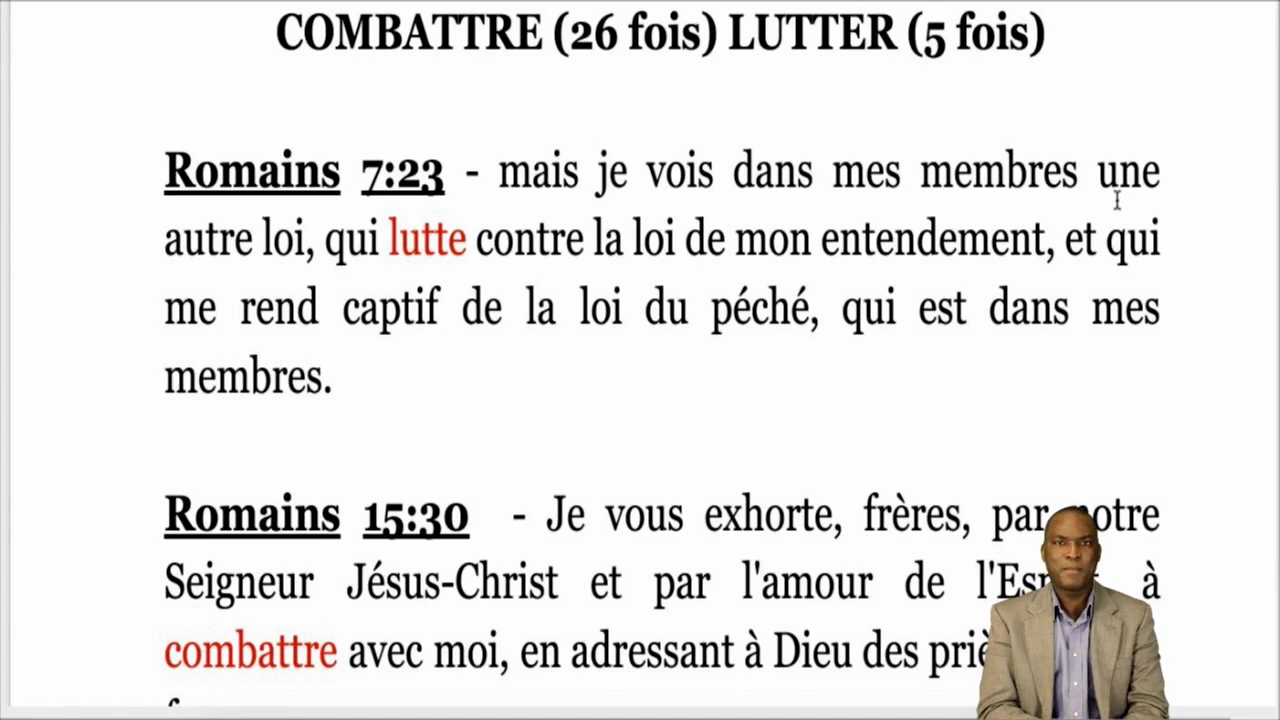 COMBATTRE (26 fois) LUTTER (5 fois)
Romains 7:23 - mais je vois dans mes membres une
autre loi, qui lutte contre la loi de mon entendement, et qui
me rend captif de la loi du péché, qui est dans mes
membres.
Romains 15:30 - Je vous exhorte, frères, par notre
Seigneur Jésus-Christ et par l'amour de l'Esprit, à
combattre avec moi, en adressant à Dieu des